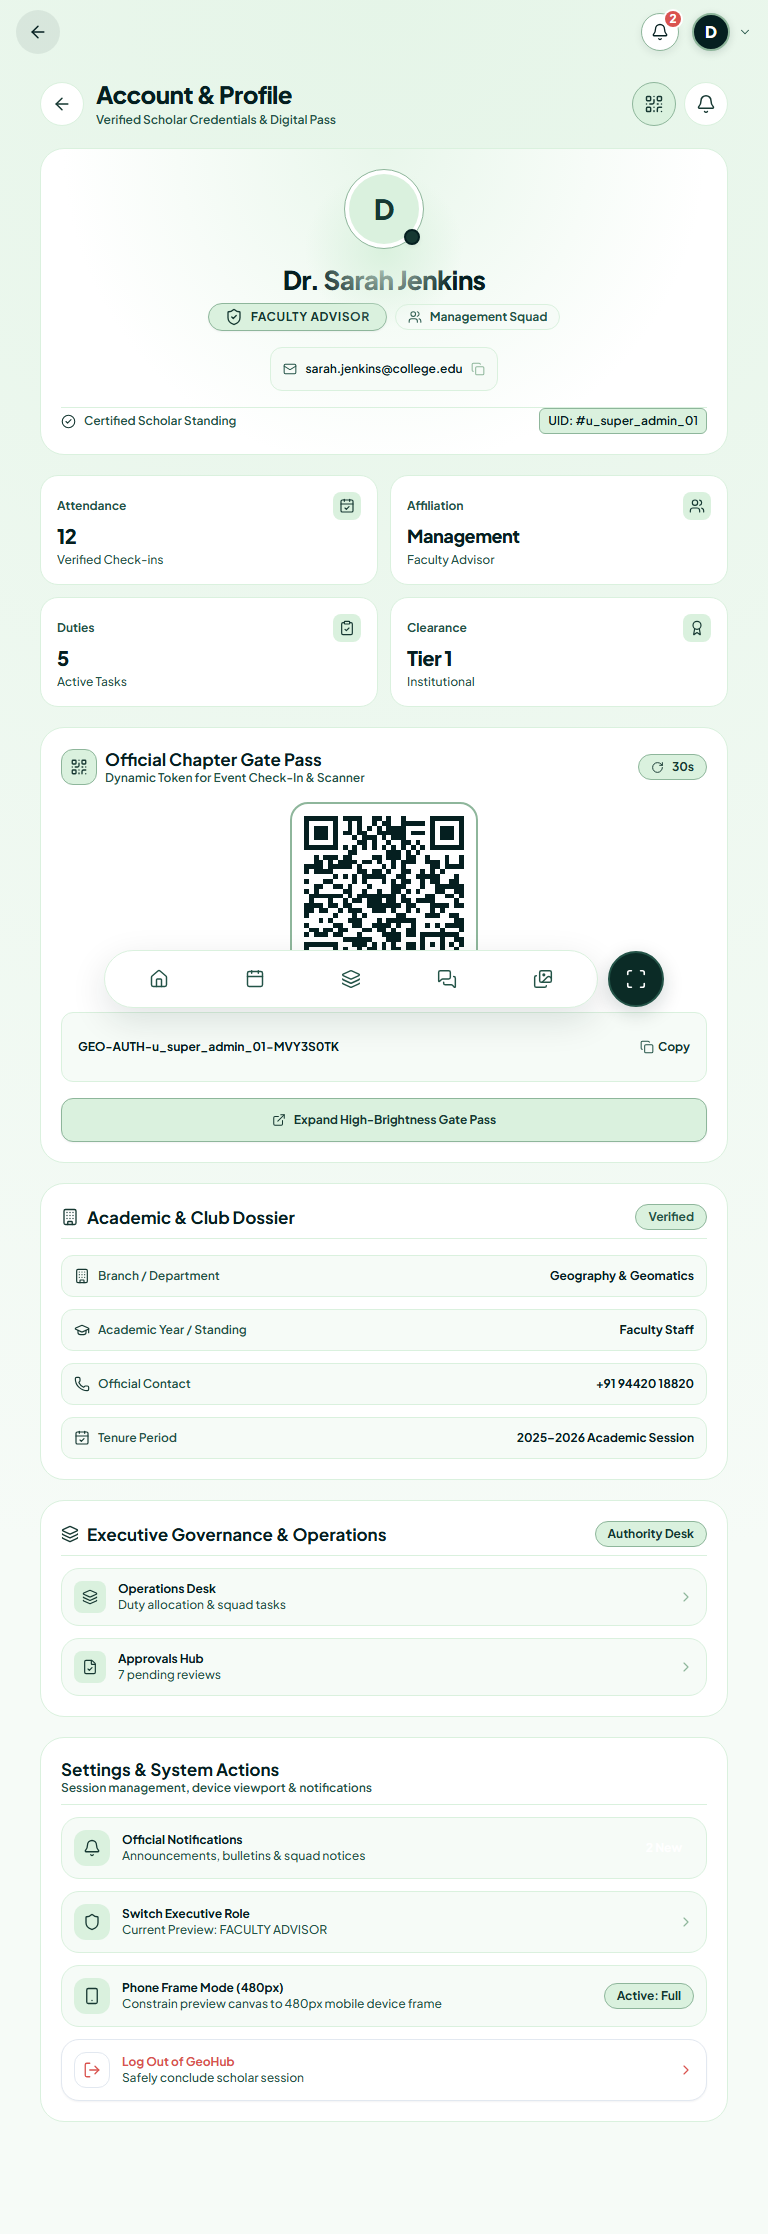 2
D
Account & Profile
Verified Scholar Credentials & Digital Pass
D
Dr. Sarah Jenkins
FACULTY ADVISOR
Management Squad
sarah.jenkins@college.edu
Certified Scholar Standing
UID: #u_super_admin_01
Attendance
12
Verified Check-ins
Affiliation
Management
Faculty Advisor
Duties
5
Active Tasks
Clearance
Tier 1
Institutional
Official Chapter Gate Pass
Dynamic Token for Event Check-In & Scanner
30s
GEO-AUTH-u_super_admin_01-MVY3S0TK
Copy
Expand High-Brightness Gate Pass
Academic & Club Dossier
Verified
Branch / Department
Geography & Geomatics
Academic Year / Standing
Faculty Staff
Official Contact
+91 94420 18820
Tenure Period
2025-2026 Academic Session
Executive Governance & Operations
Authority Desk
Operations Desk
Duty allocation & squad tasks
Approvals Hub
7 pending reviews
Settings & System Actions
Session management, device viewport & notifications
Official Notifications
Announcements, bulletins & squad notices
2 New
Switch Executive Role
Current Preview: FACULTY ADVISOR
Phone Frame Mode (480px)
Constrain preview canvas to 480px mobile device frame
Active: Full
Log Out of GeoHub
Safely conclude scholar session